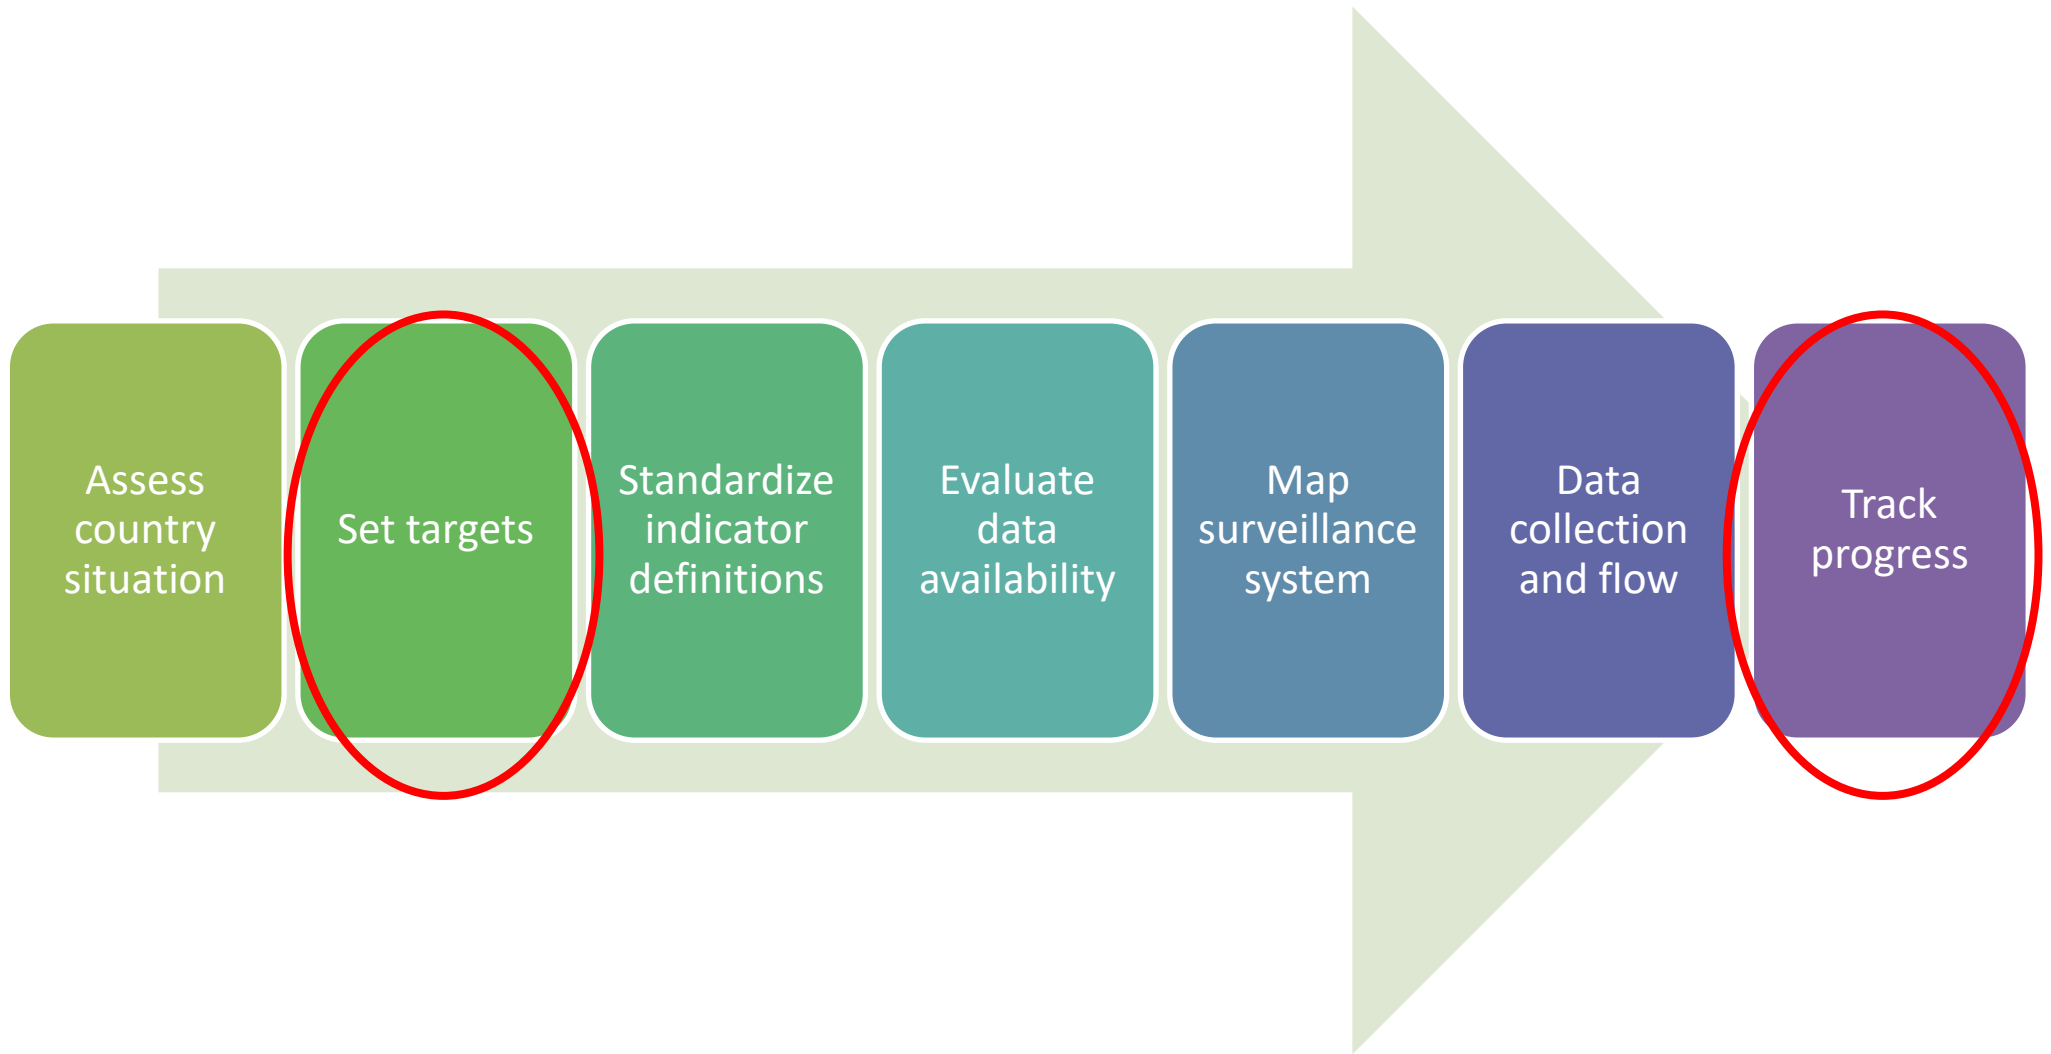 Assess
country
situation
Set targets
Standardize
indicator
definitions
Evaluate
data
availability
Map
surveillance
system
Data
collection
and flow
Track
progress